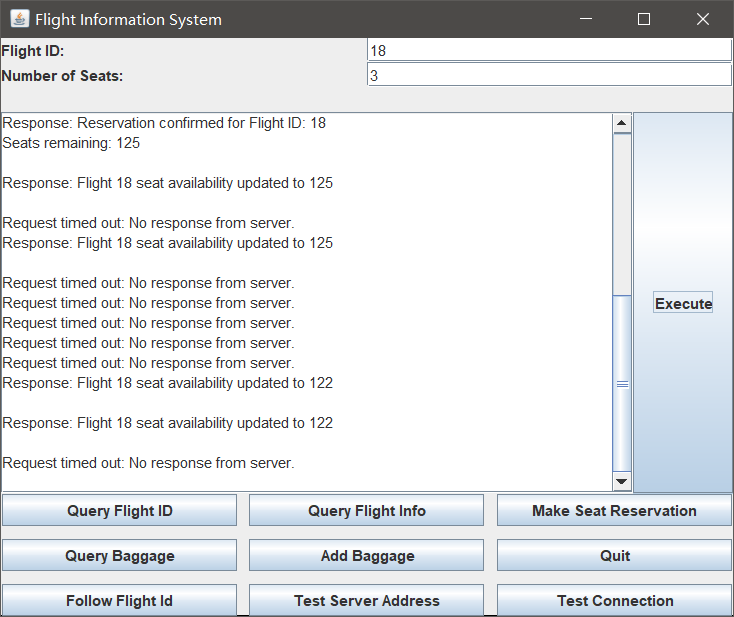 Flight Information System
Flight ID:
18
Number of Seats:
3
Response: Reservation confirmed for Flight ID: 18
Seats remaining: 125
Response: Flight 18 seat availability updated to 125
Request timed out: No response from server.
Response: Flight 18 seat availability updated to 125
Request timed out: No response from server.
Request timed out: No response from server.
Request timed out: No response from server.
Request timed out: No response from server.
Request timed out: No response from server.
Response: Flight 18 seat availability updated to 122
Response: Flight 18 seat availability updated to 122
Request timed out: No response from server.
Execute
Query Flight ID
Query Flight Info
Make Seat Reservation
Query Baggage
Add Baggage
Quit
Follow Flight Id
Test Server Address
Test Connection